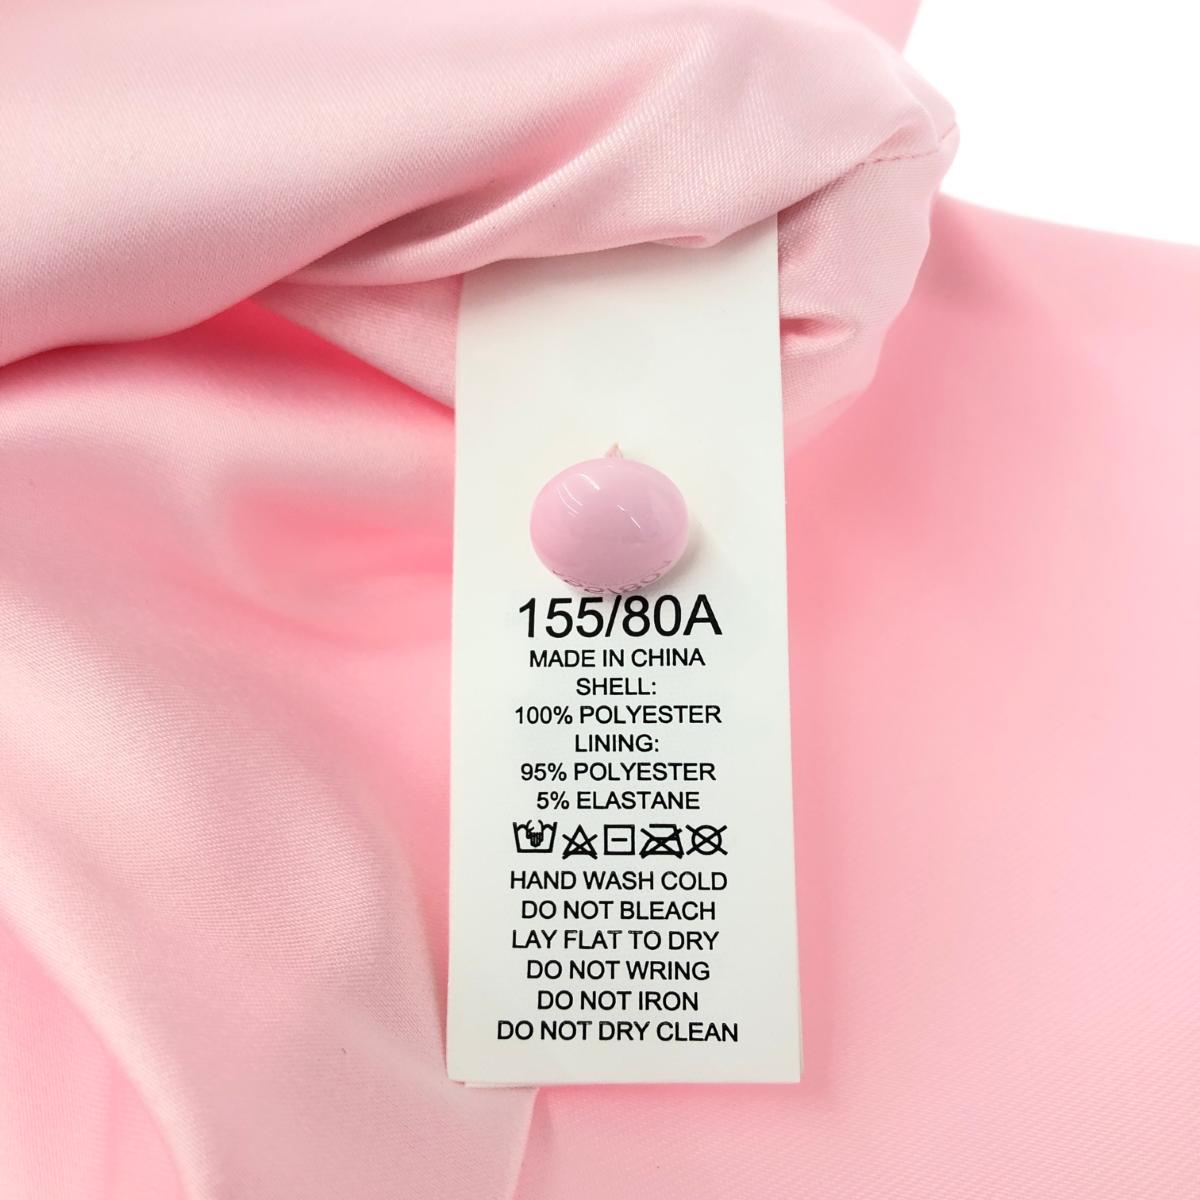 155/80A
MADE IN CHINA
SHELL:
100% POLYESTER
LINING:
95% POLYESTER
5% ELASTANE
HAND WASH COLD
DO NOT BLEACH
LAY FLAT TO DRY
DO NOT WRING
DO NOT IRON
DO NOT DRY CLEAN